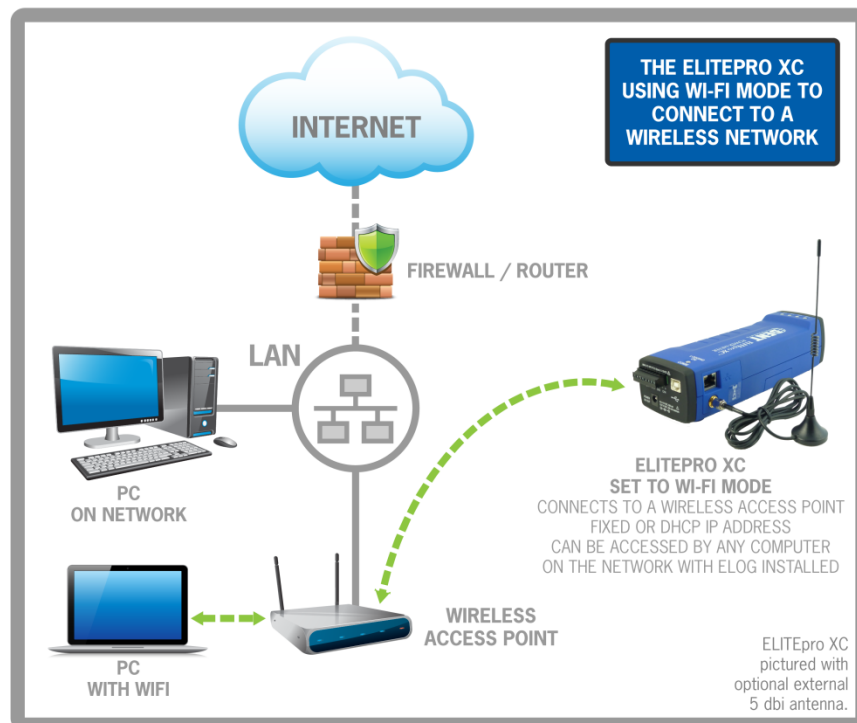 THE ELITEPRO XC
USING WI-FI MODE TO
CONNECT TO A
WIRELESS NETWORK
INTERNET
FIREWALL / ROUTER
LAN
PC
ON NETWORK
ELITEPRO XC
SET TO WI-FI MODE
CONNECTS TO A WIRELESS ACCESS POINT
FIXED OR DHCP IP ADDRESS
CAN BE ACCESSED BY ANY COMPUTER
ON THE NETWORK WITH ELOG INSTALLED
WIRELESS
ACCESS POINT
PC
WITH WIFI
ELITEpro XC
pictured with
optional external
5 dbi antenna.
DENT